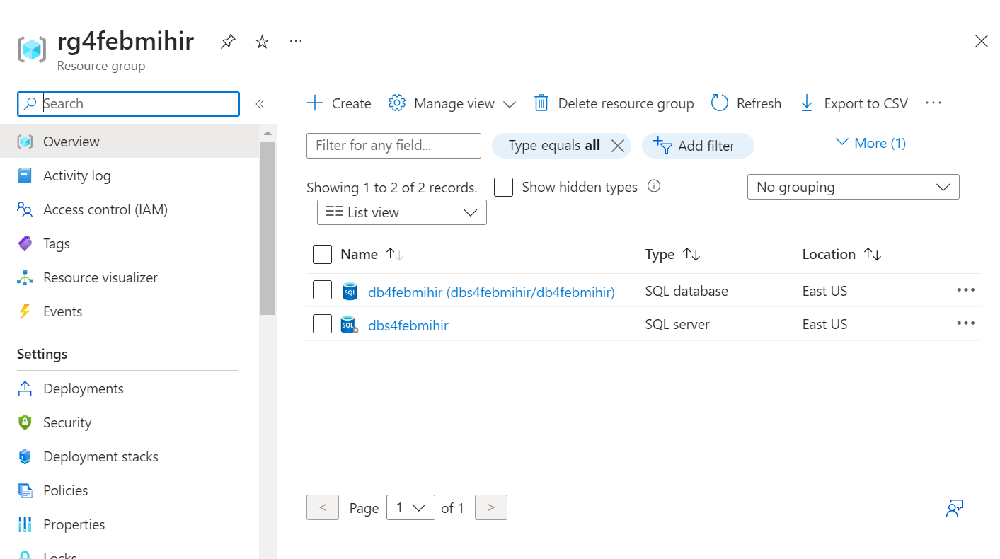 rg4febmihir
Resource group
Search
Overview
Activity log
Access control (IAM)
Tags
Resource visualizer
Events
Settings
Deployments
Security
Deployment stacks
Policies
Properties
Locks
Create
Manage view
Delete resource group
Refresh
Export to CSV
Filter for any field...
Type equals all
Add filter
More (1)
Showing 1 to 2 of 2 records.
Show hidden types
No grouping
List view
Name Type Location
SQL db4febmihir (dbs4febmihir/db4febmihir) SQL database East US
SQL dbs4febmihir SQL server East US
< Page 1 of 1 >